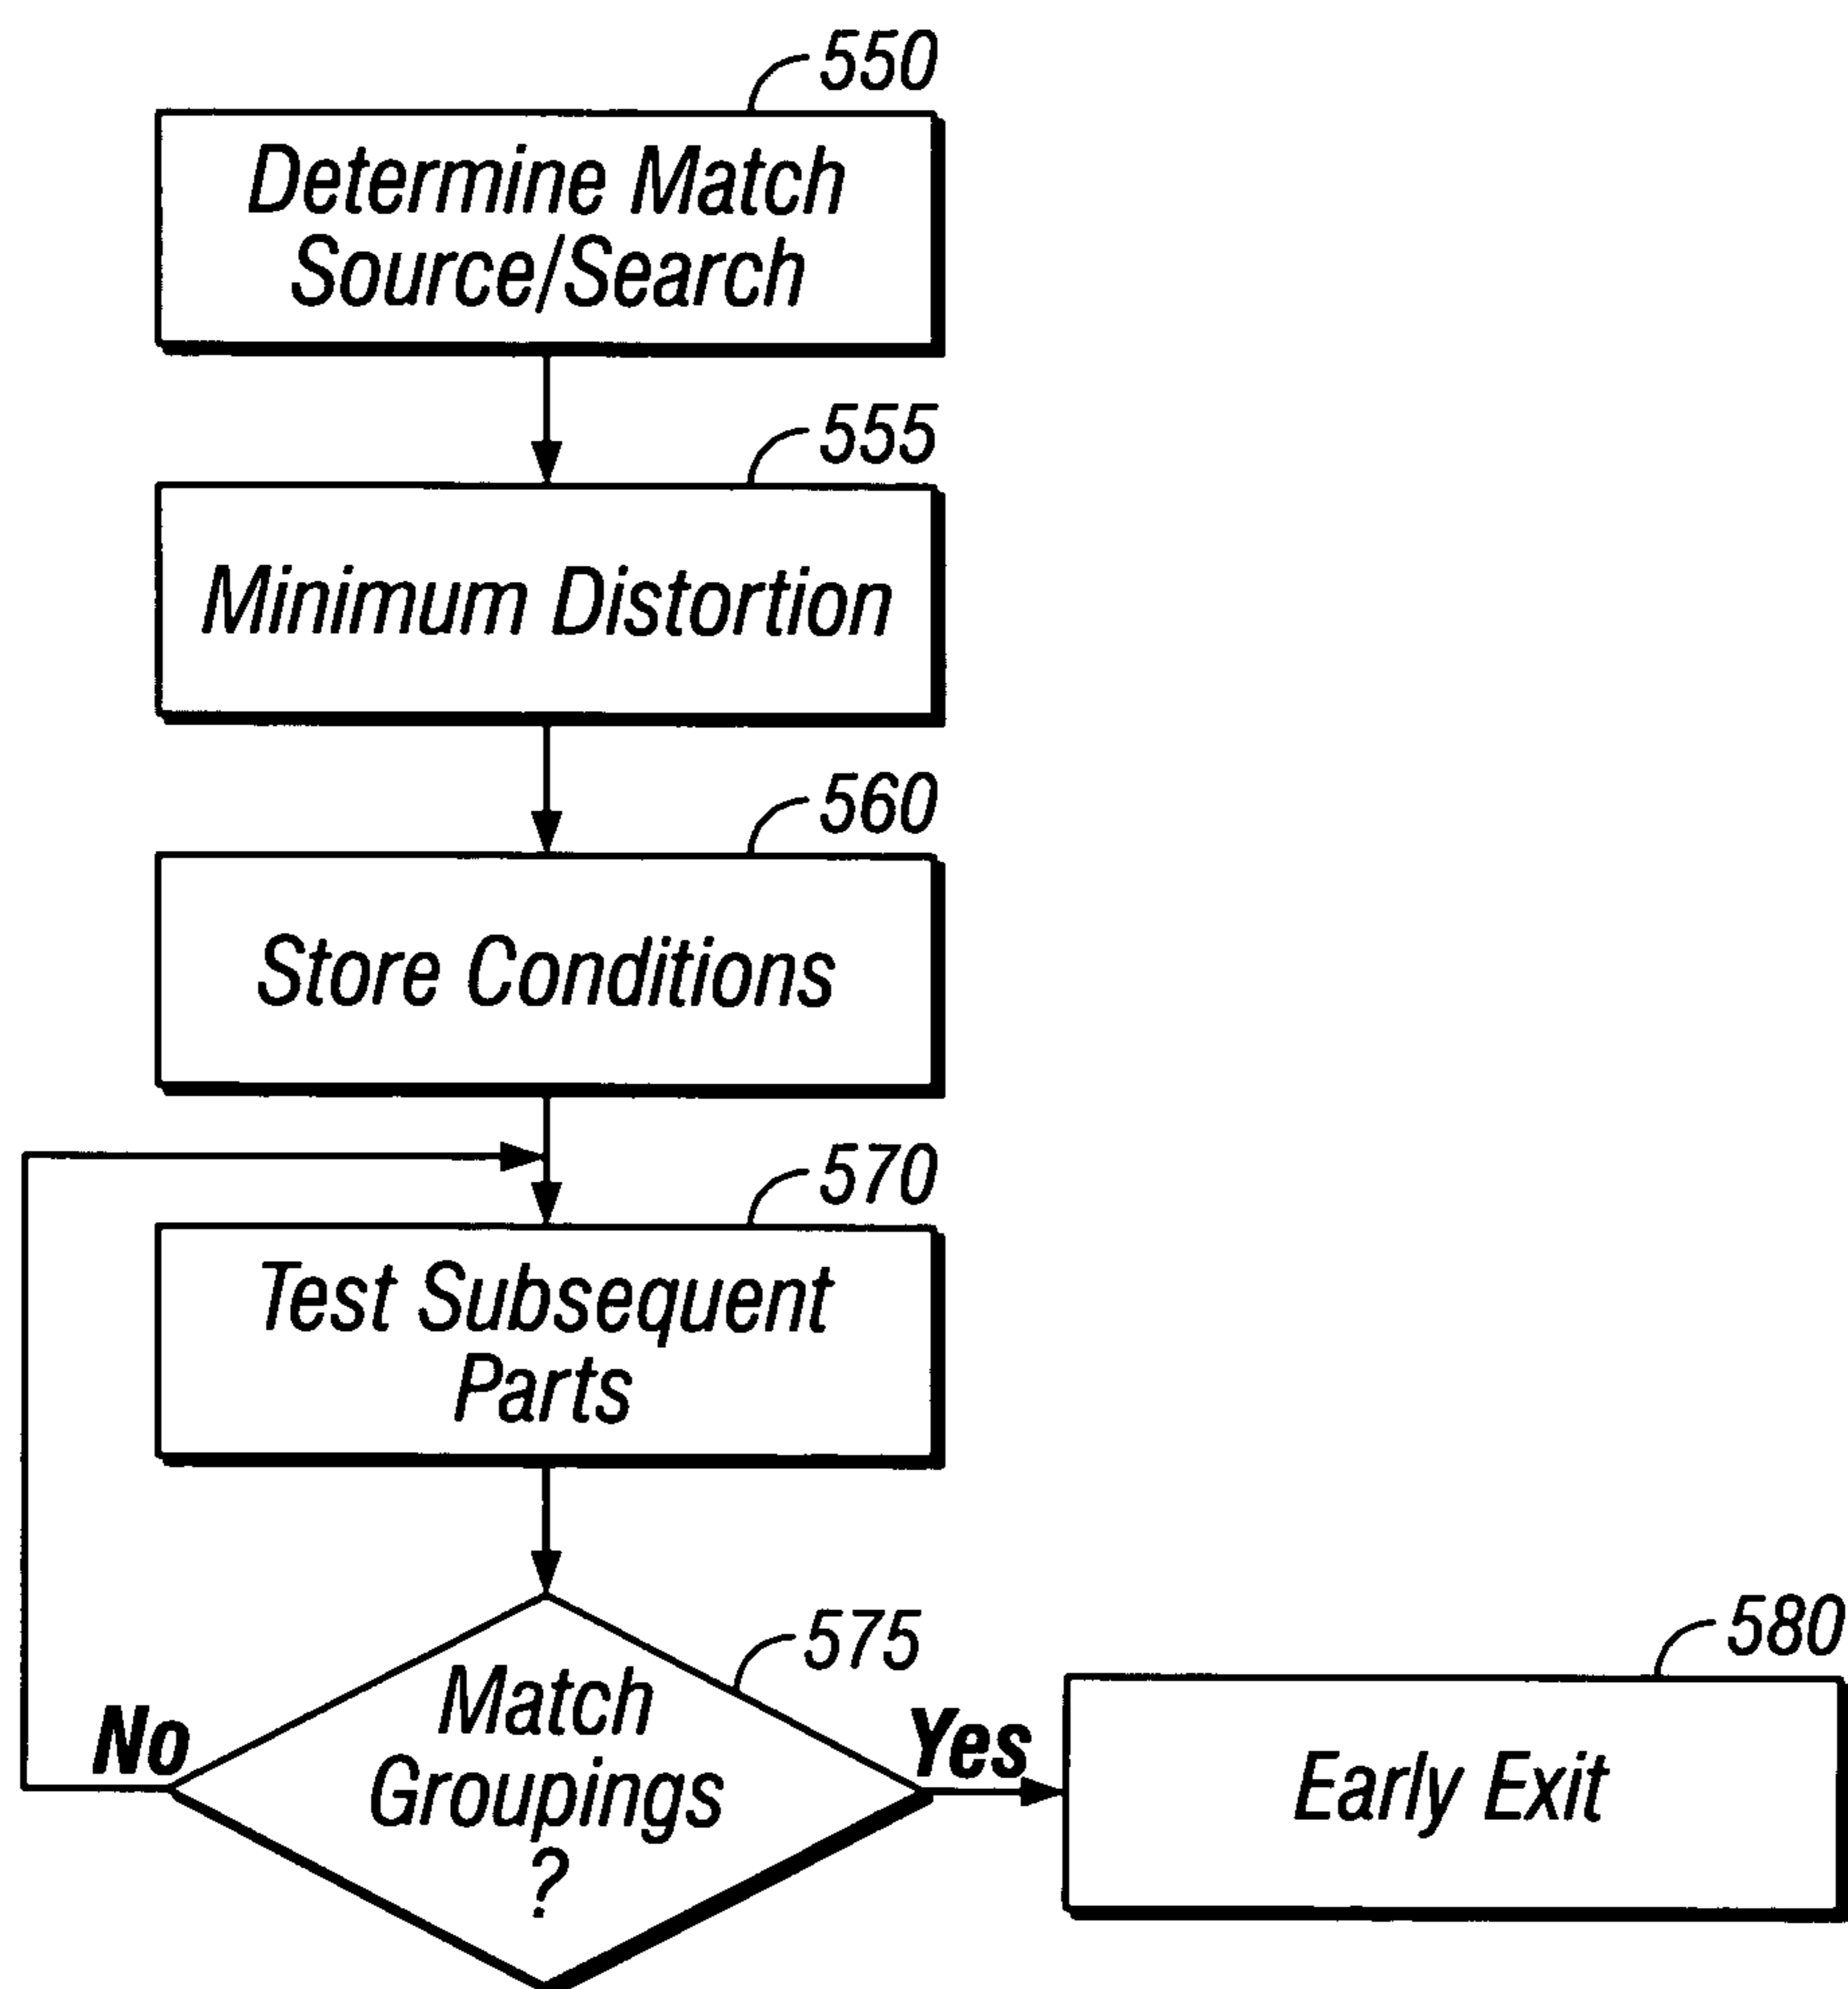 550
Determine Match
Source/Search
555
Minimum Distortion
560
Store Conditions
570
Test Subsequent
Parts
575
Match
Groupings
?
No
Yes
580
Early Exit